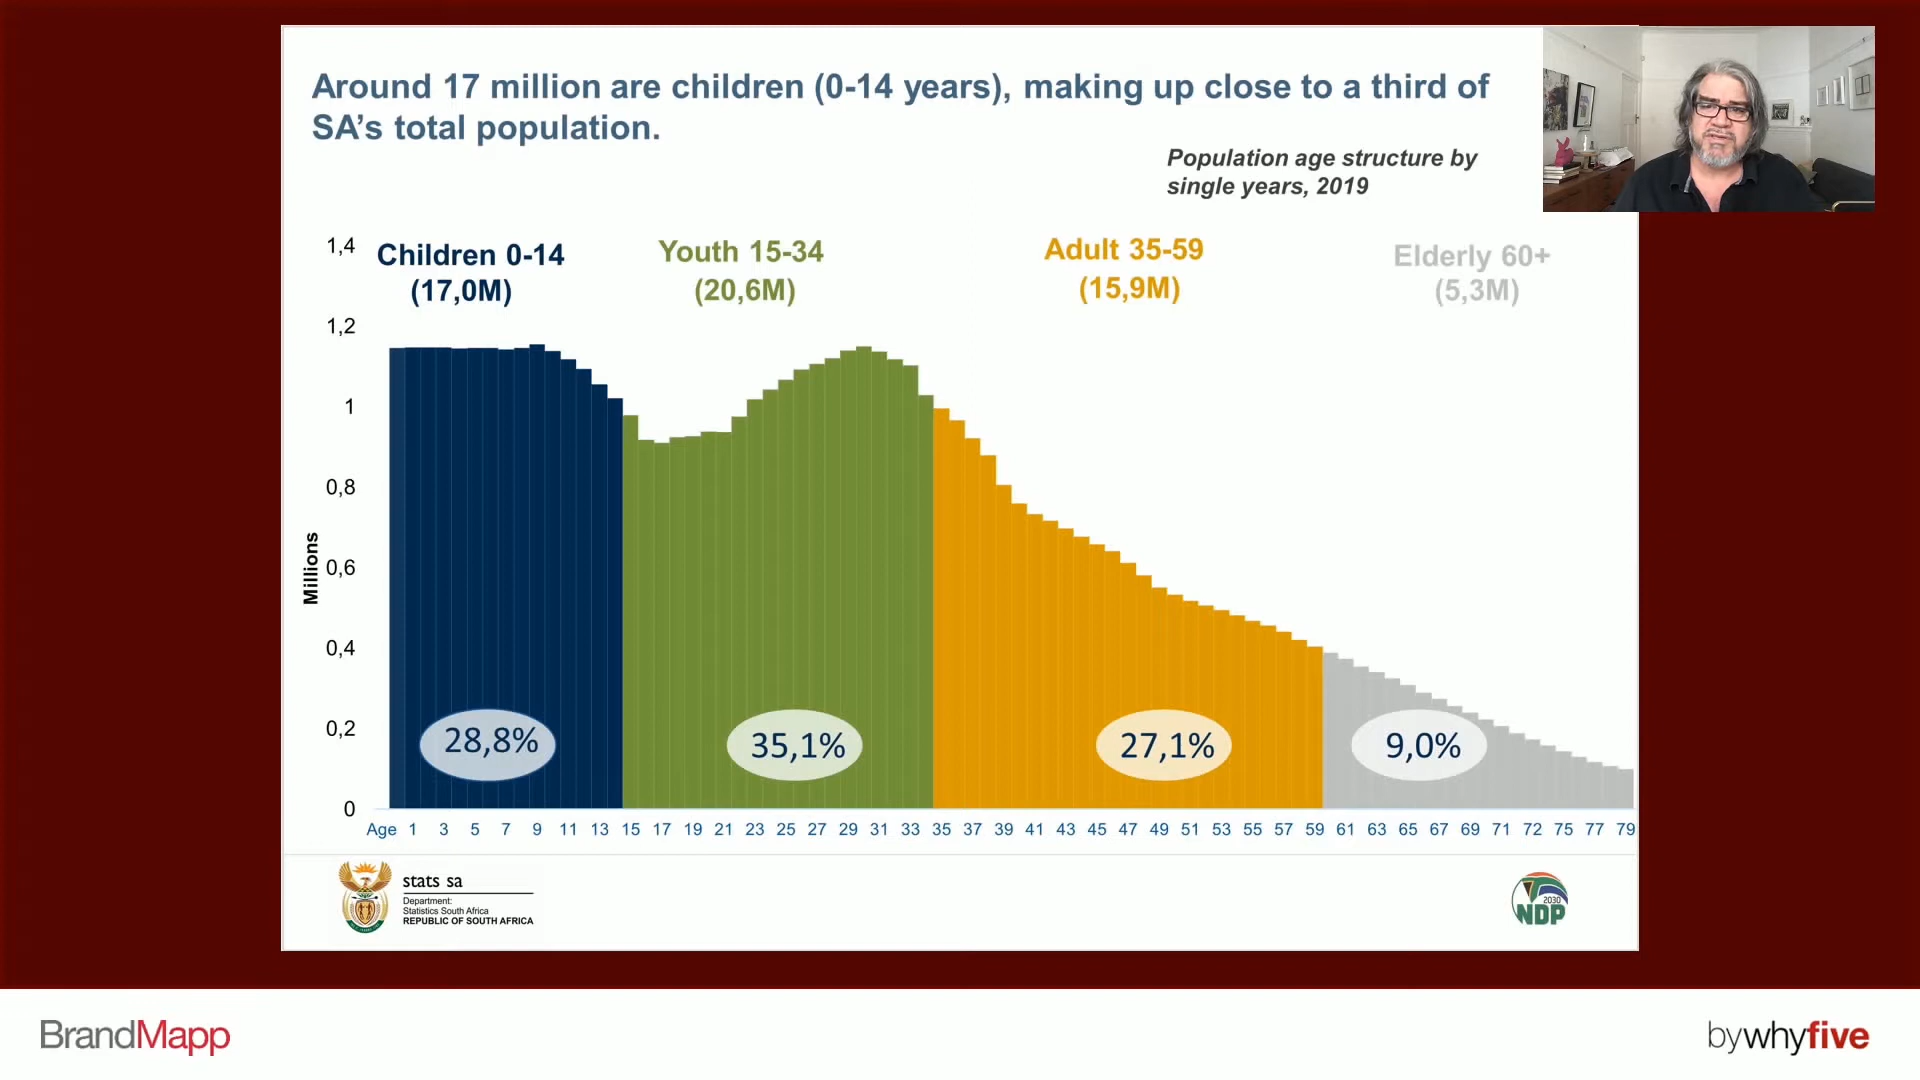 Around 17 million are children (0-14 years), making up close to a third of
SA's total population.
Population age structure by
single years, 2019
Children 0-14
(17,0M)
Youth 15-34
(20,6M)
Adult 35-59
(15,9M)
Elderly 60+
(5,3M)
Millions
1,4
1,2
1
0,8
0,6
0,4
0,2
0
28,8%
35,1%
27,1%
9,0%
Age 1 3 5 7 9 11 13 15 17 19 21 23 25 27 29 31 33 35 37 39 41 43 45 47 49 51 53 55 57 59 61 63 65 67 69 71 72 73 75 77 79
stats sa
Department:
Statistics South Africa
REPUBLIC OF SOUTH AFRICA
2030
NDP
BrandMapp
bywhyfive